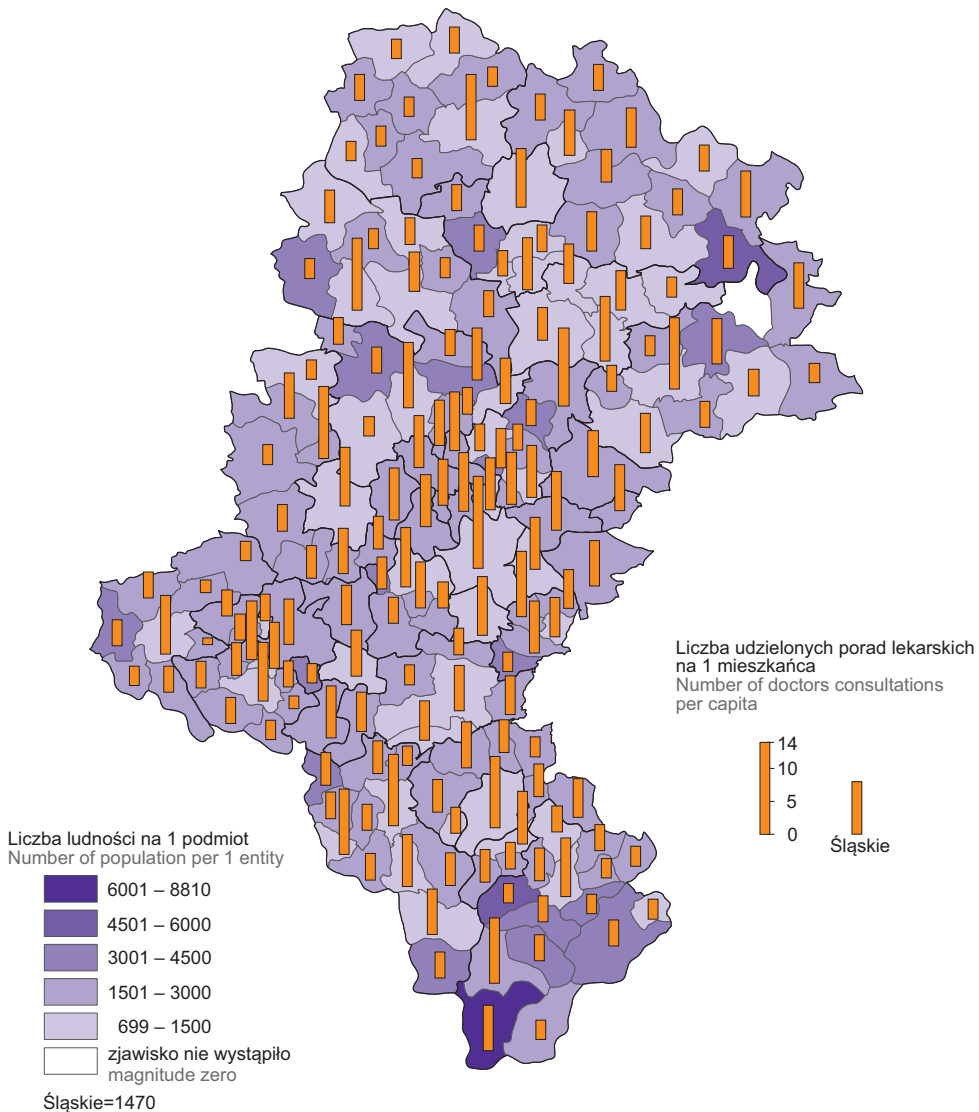 Liczba udzielonych porad lekarskich
na 1 mieszkańca
Number of doctors consultations
per capita
14
10
5
0
Śląskie
Liczba ludności na 1 podmiot
Number of population per 1 entity
6001 – 8810
4501 – 6000
3001 – 4500
1501 – 3000
699 – 1500
zjawisko nie wystąpiło
magnitude zero
Śląskie=1470